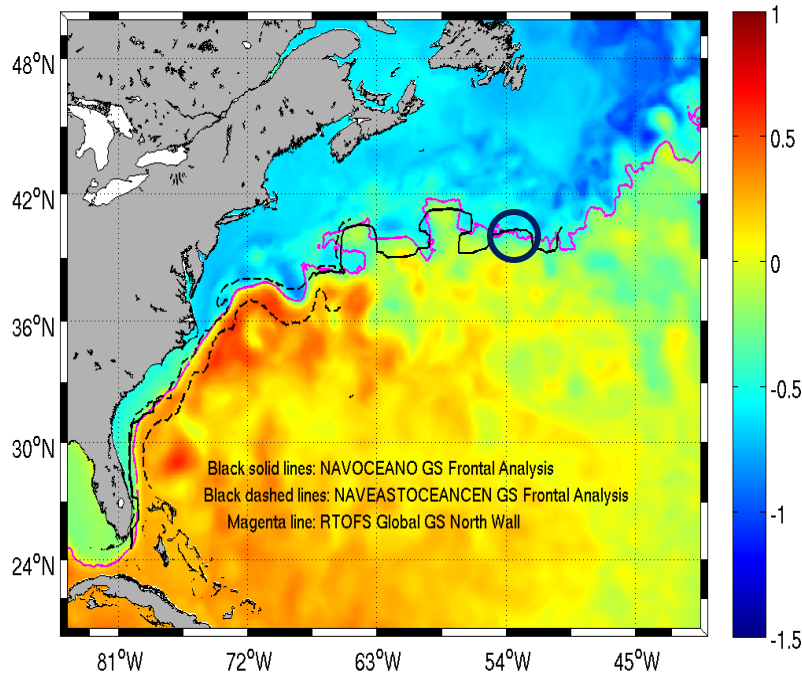 48°N
42°N
36°N
30°N
24°N
81°W
72°W
63°W
54°W
45°W
Black solid lines: NAVOCEANO GS Frontal Analysis
Black dashed lines: NAVEASTOCEANCEN GS Frontal Analysis
Magenta line: RTOFS Global GS North Wall
1
0.5
0
-0.5
-1
-1.5